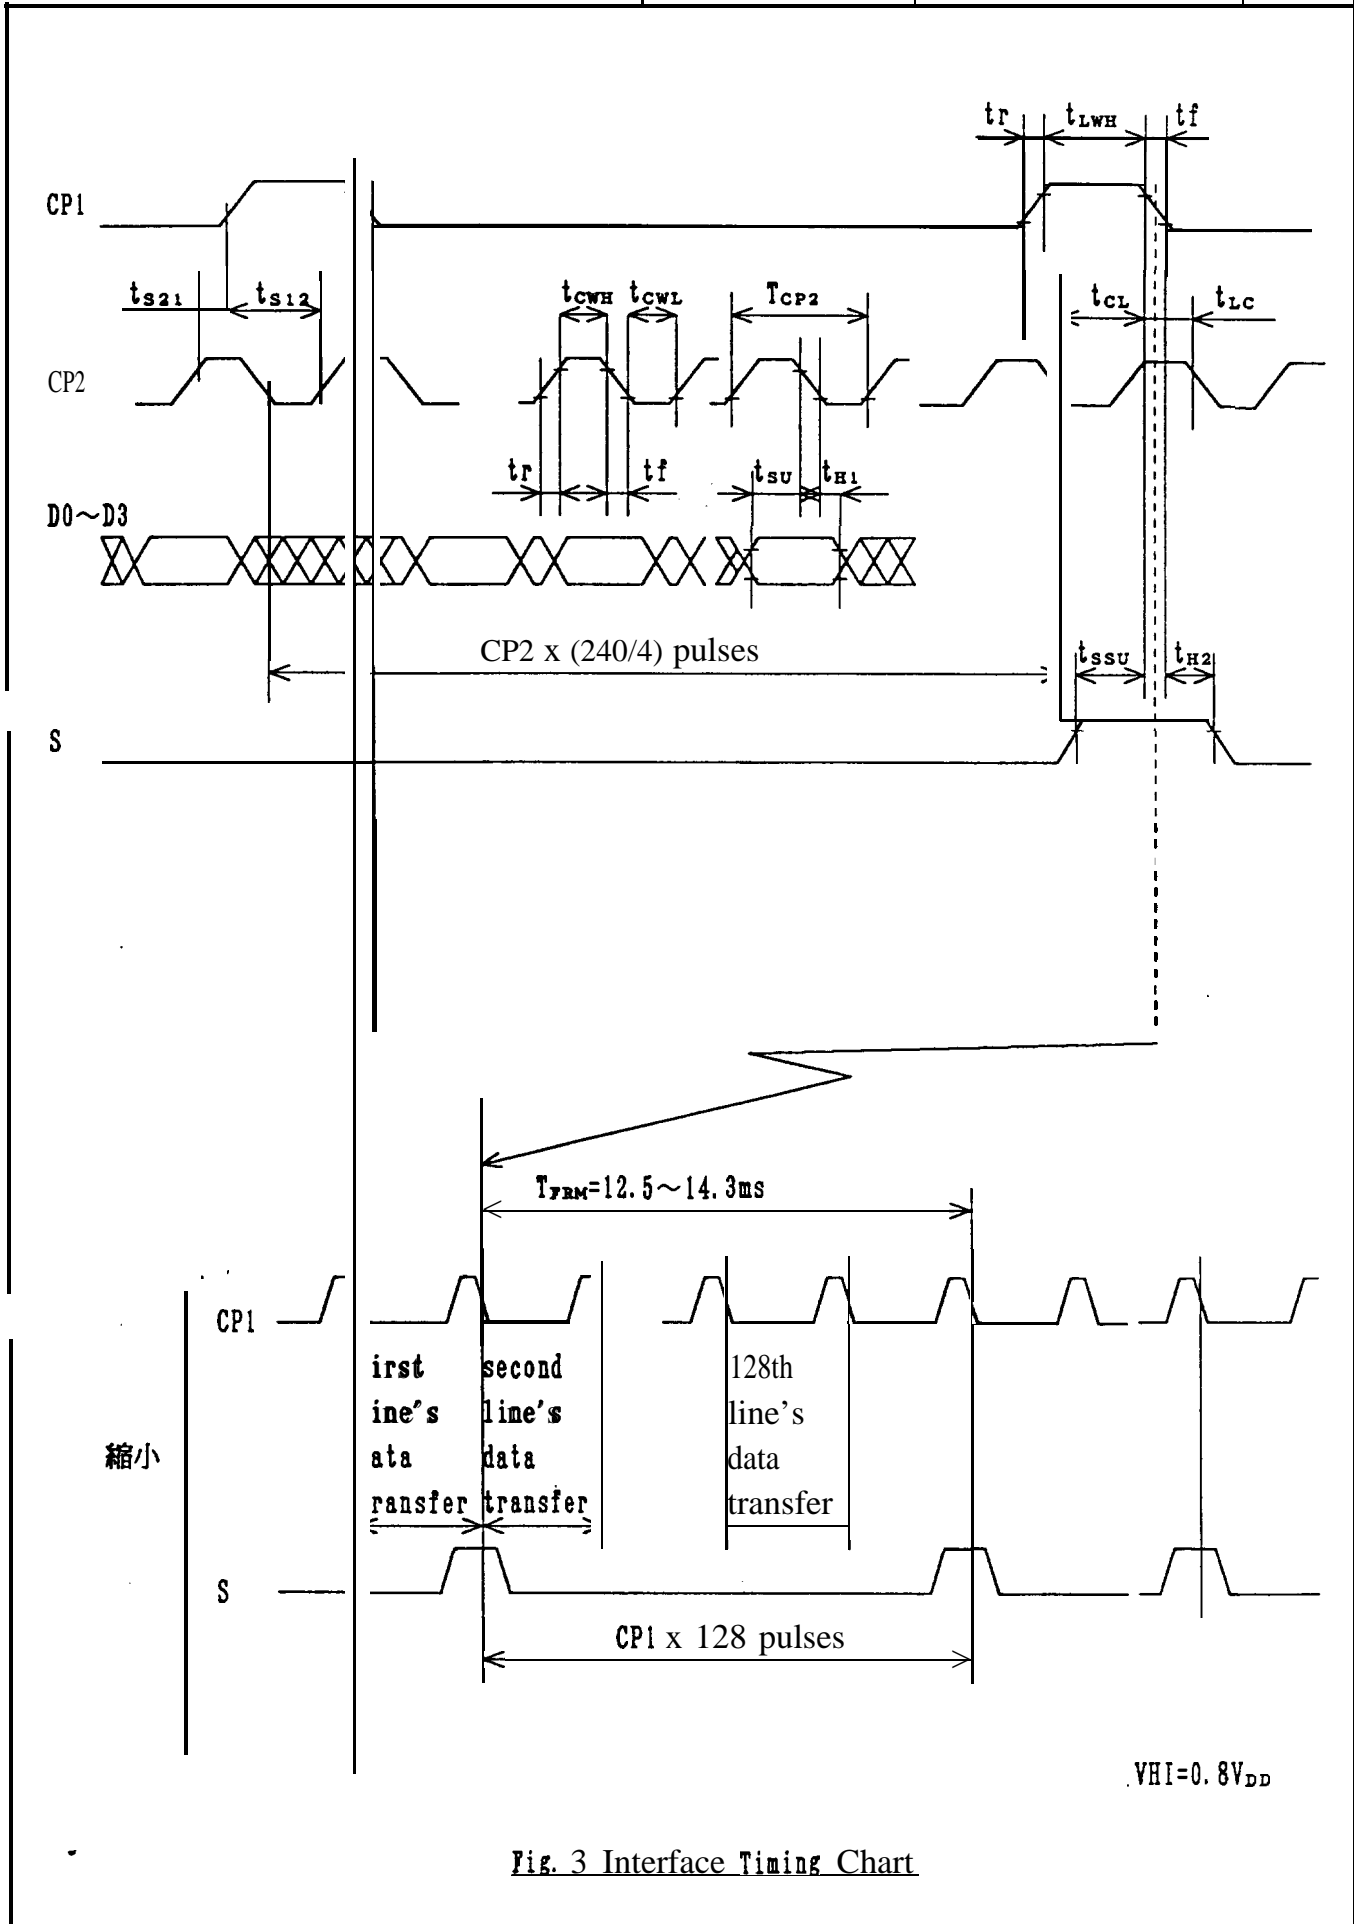 tr tLWH tf
CP1
tS21 tS12 tCWH tCWL TCP2 tCL tLC
CP2
tr tf tSU tH1
D0～D3
CP2 x (240/4) pulses tSSU tH2
S
TFRM=12.5～14.3ms
CP1
irst second 128th
ine's line's line's
縮小 ata data data
ransfer transfer transfer
S
CP1 x 128 pulses
VHI=0.8VDD
Fig. 3 Interface Timing Chart